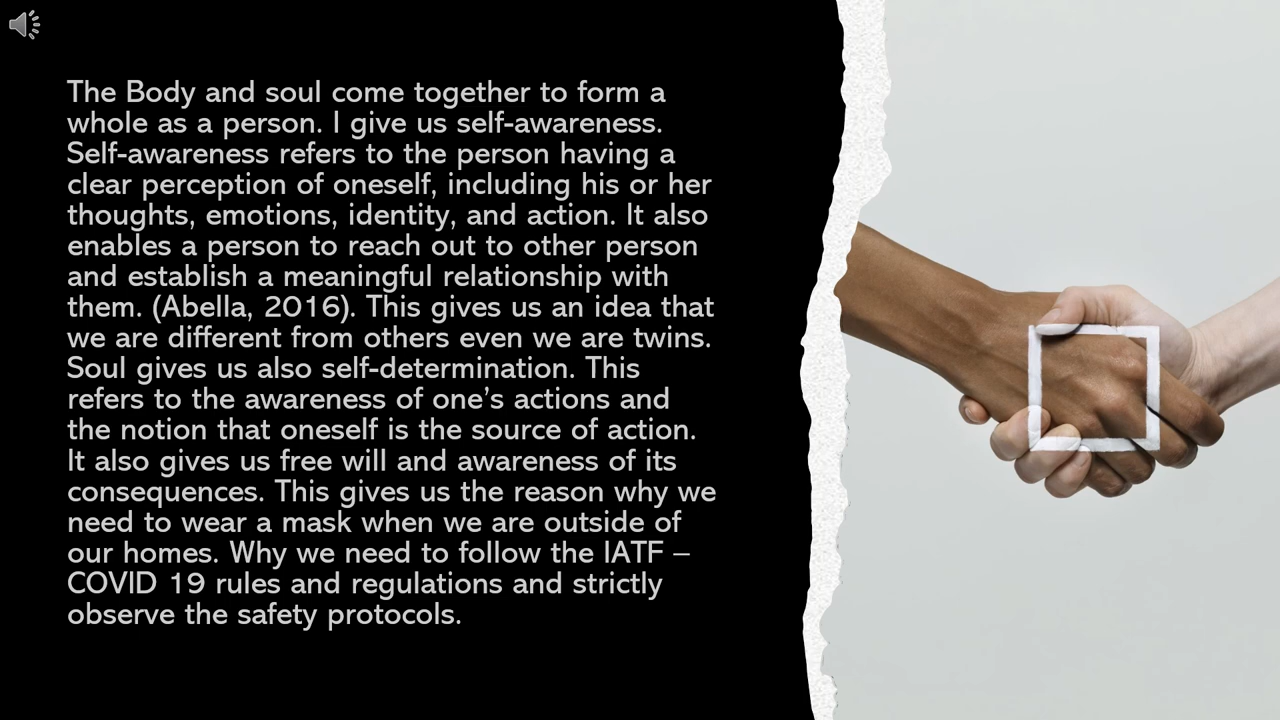 The Body and soul come together to form a
whole as a person. I give us self-awareness.
Self-awareness refers to the person having a
clear perception of oneself, including his or her
thoughts, emotions, identity, and action. It also
enables a person to reach out to other person
and establish a meaningful relationship with
them. (Abella, 2016). This gives us an idea that
we are different from others even we are twins.
Soul gives us also self-determination. This
refers to the awareness of one’s actions and
the notion that oneself is the source of action.
It also gives us free will and awareness of its
consequences. This gives us the reason why we
need to wear a mask when we are outside of
our homes. Why we need to follow the IATF –
COVID 19 rules and regulations and strictly
observe the safety protocols.